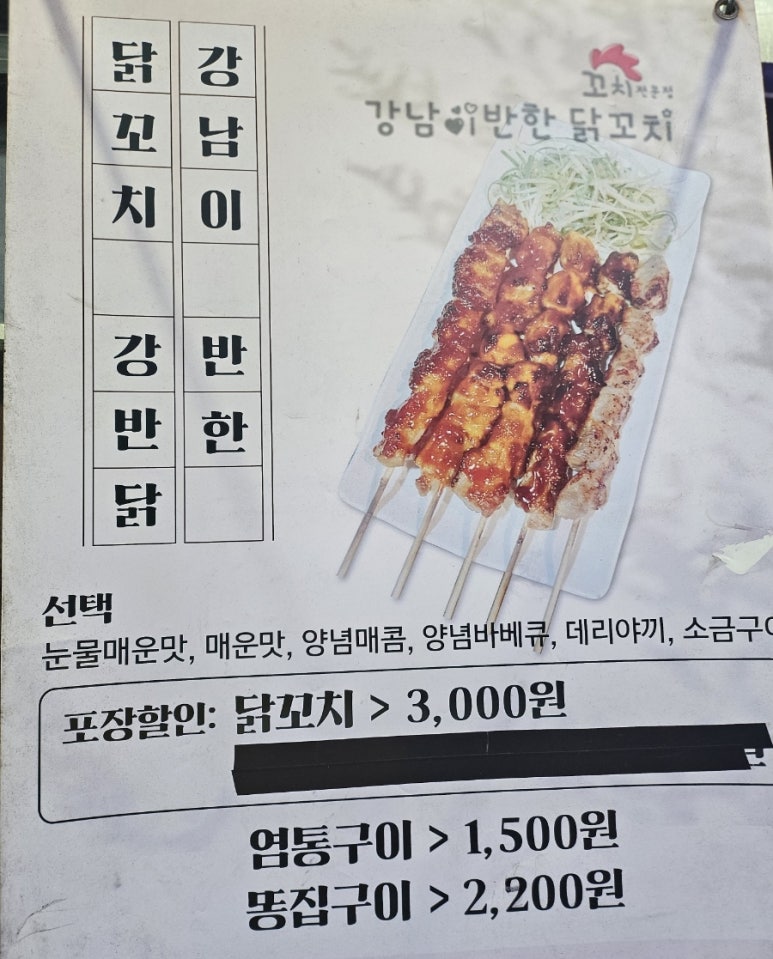 강남이 반한
닭꼬치 강반닭
꼬치전문점
강남이반한닭꼬치
선택
눈물매운맛, 매운맛, 양념매콤, 양념바베큐, 데리야끼, 소금구이
포장할인: 닭꼬치 > 3,000원
염통구이 > 1,500원
똥집구이 > 2,200원